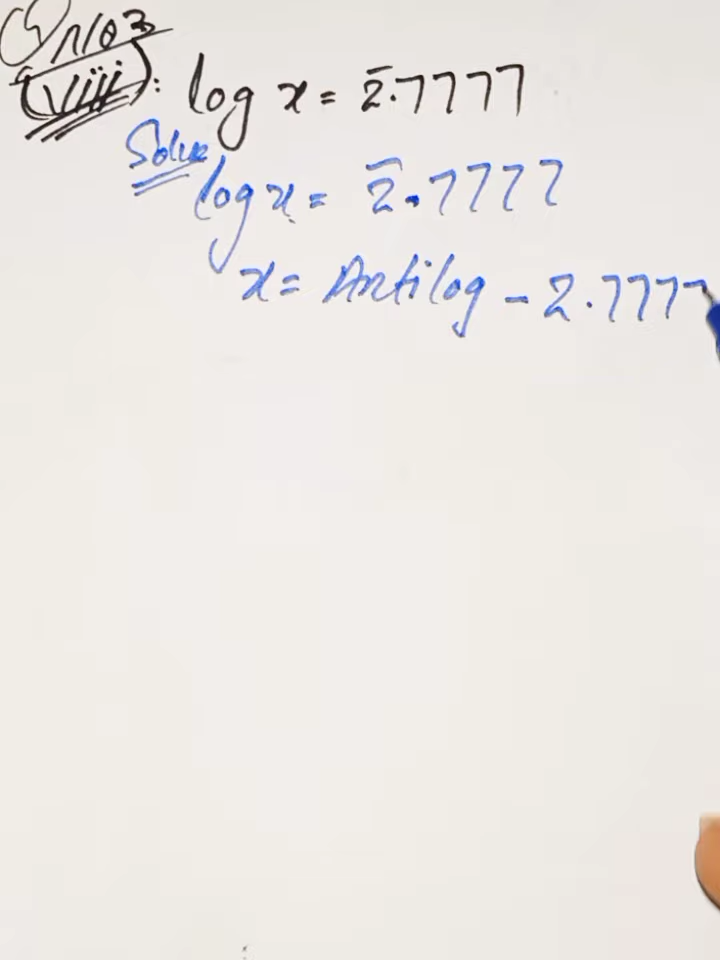 Q no 3
(viii): log x = 2̄.7777
Solve
log x = 2̄.7777
x = Antilog - 2.7777